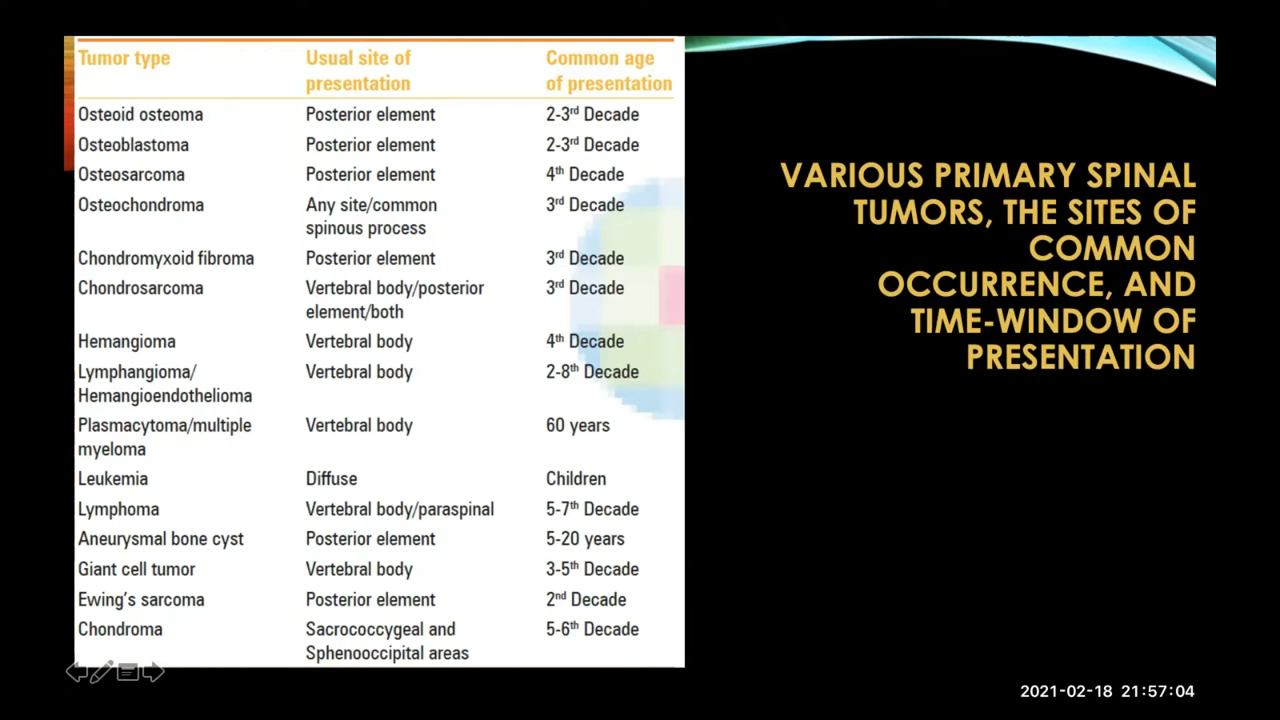 Tumor type Usual site of presentation Common age of presentation
Osteoid osteoma Posterior element 2-3rd Decade
Osteoblastoma Posterior element 2-3rd Decade
Osteosarcoma Posterior element 4th Decade
Osteochondroma Any site/common spinous process 3rd Decade
Chondromyxoid fibroma Posterior element 3rd Decade
Chondrosarcoma Vertebral body/posterior element/both 3rd Decade
Hemangioma Vertebral body 4th Decade
Lymphangioma/ Hemangioendothelioma Vertebral body 2-8th Decade
Plasmacytoma/multiple myeloma Vertebral body 60 years
Leukemia Diffuse Children
Lymphoma Vertebral body/paraspinal 5-7th Decade
Aneurysmal bone cyst Posterior element 5-20 years
Giant cell tumor Vertebral body 3-5th Decade
Ewing's sarcoma Posterior element 2nd Decade
Chondroma Sacrococcygeal and Sphenooccipital areas 5-6th Decade
VARIOUS PRIMARY SPINAL
TUMORS, THE SITES OF
COMMON
OCCURRENCE, AND
TIME-WINDOW OF
PRESENTATION
2021-02-18 21:57:04